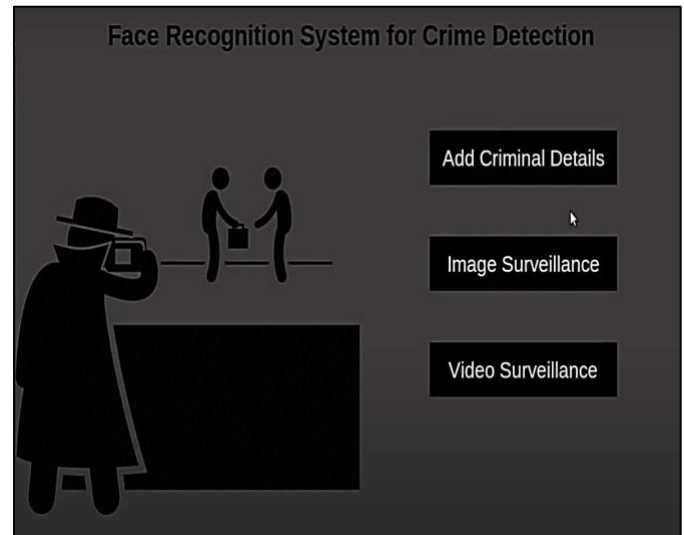 Face Recognition System for Crime Detection
Add Criminal Details
Image Surveillance
Video Surveillance